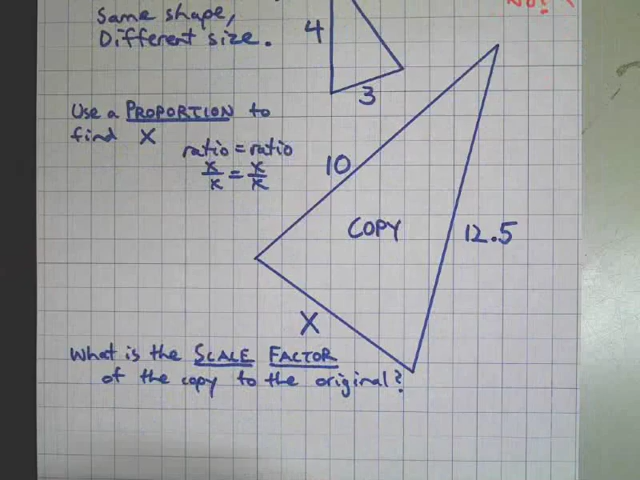 NO!
Same shape,
Different size.
4
3
Use a PROPORTION to
find X
ratio = ratio
x/x = x/x
10
COPY
12.5
X
What is the SCALE FACTOR
of the copy to the original?